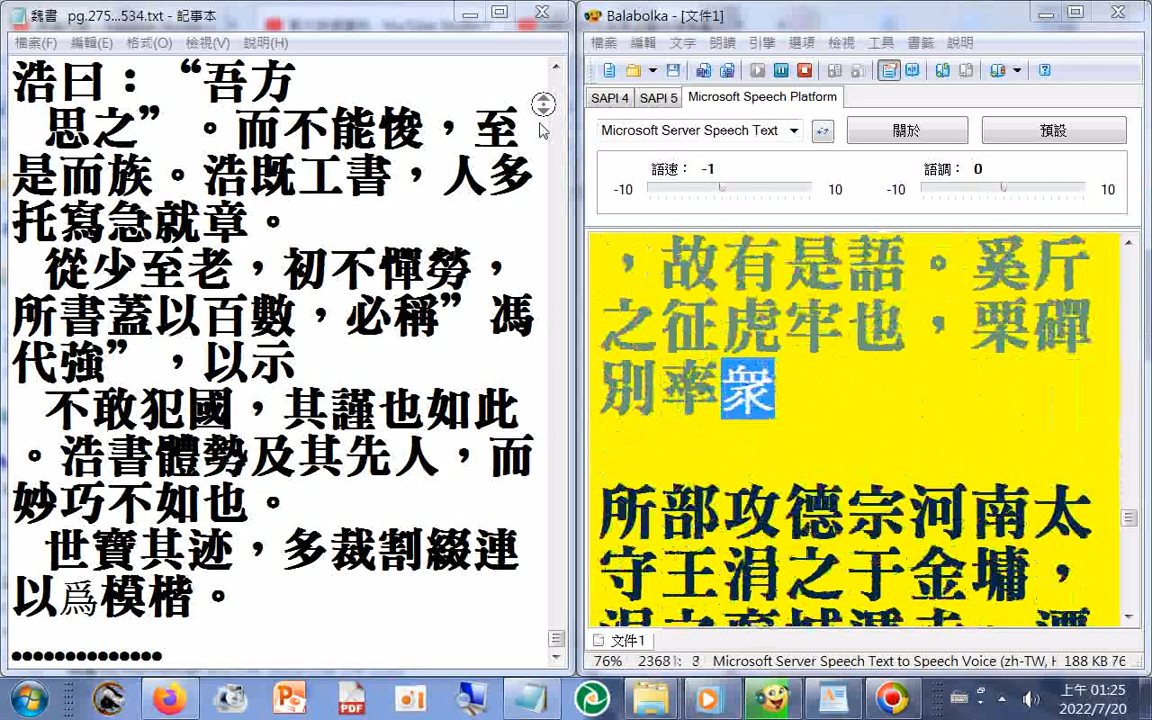 魏書 pg.275...534.txt - 記事本
檔案(F) 編輯(E) 格式(O) 檢視(V) 說明(H)
浩曰：“吾方
思之”。而不能悛，至
是而族。浩既工書，人多
托寫急就章。
從少至老，初不憚勞，
所書蓋以百數，必稱”馮
代強”，以示
不敢犯國，其謹也如此
。浩書體勢及其先人，而
妙巧不如也。
世寶其迹，多裁割綴連
以爲模楷。
••••••••••••••
Balabolka - [文件1]
檔案 編輯 文字 朗讀 引擎 選項 檢視 工具 書籤 說明
SAPI 4 SAPI 5 Microsoft Speech Platform
Microsoft Server Speech Text 關於 預設
語速： -1 語調： 0
-10 10 -10 10
，故有是語。奚斤
之征虎牢也，栗磾
別率眾
所部攻德宗河南太
守王涓之于金墉，
文件1
76% 2368 : 3 Microsoft Server Speech Text to Speech Voice (zh-TW, H 188 KB 76
PDF
上午 01:25
2022/7/20